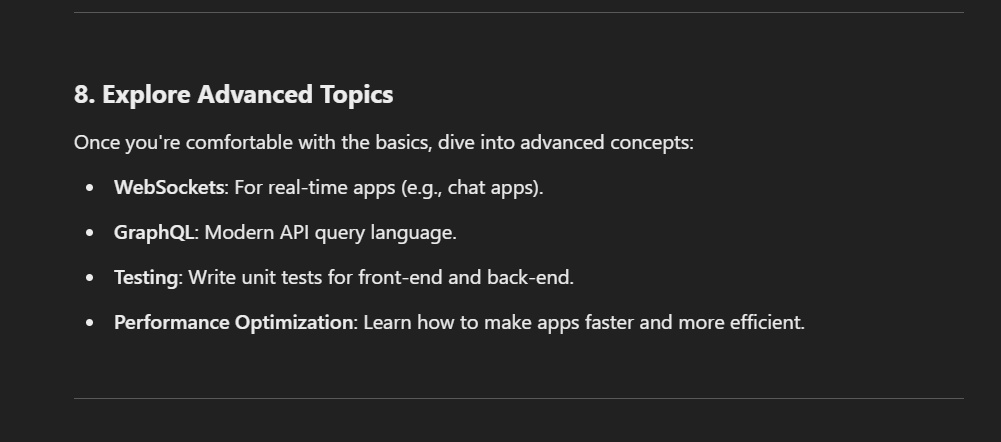 8. Explore Advanced Topics
Once you're comfortable with the basics, dive into advanced concepts:
• WebSockets: For real-time apps (e.g., chat apps).
• GraphQL: Modern API query language.
• Testing: Write unit tests for front-end and back-end.
• Performance Optimization: Learn how to make apps faster and more efficient.